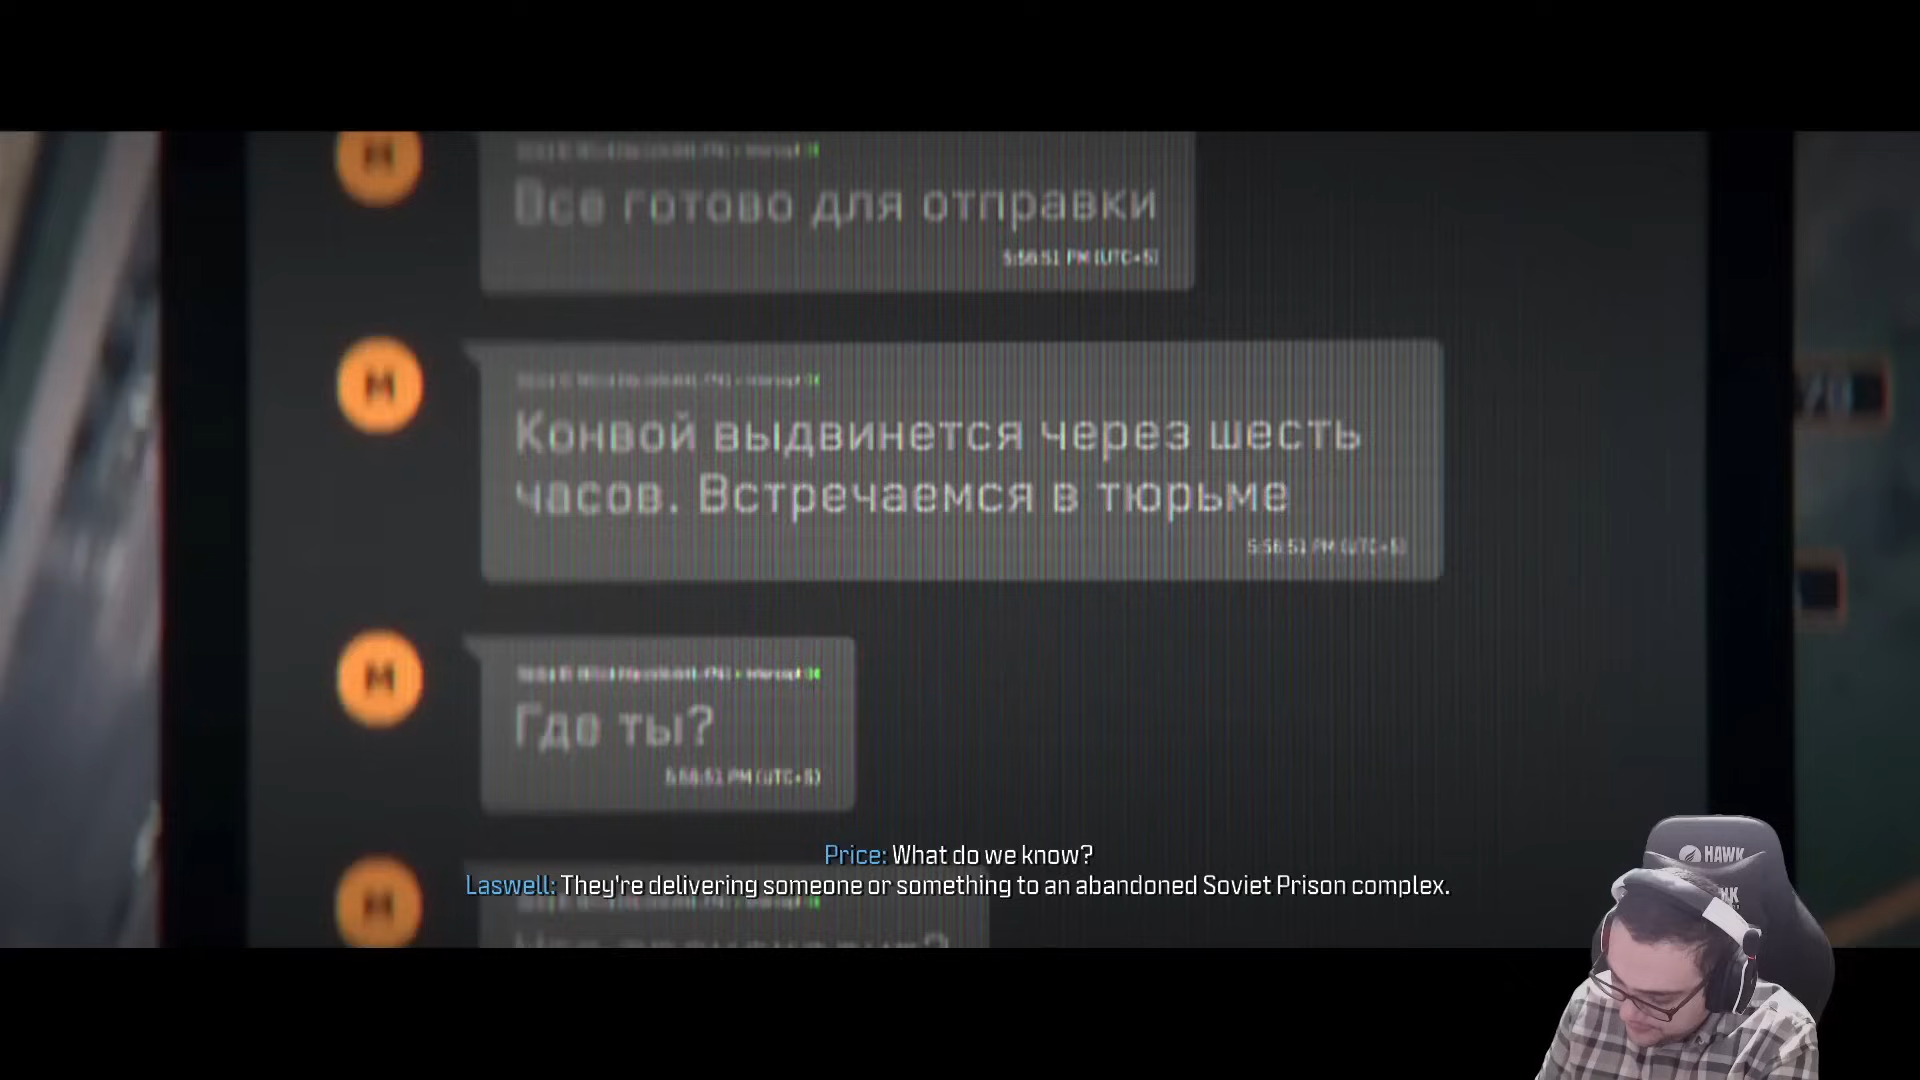 Все готово для отправки
5:56:51 PM (UTC+5)
Конвой выдвинется через шесть
часов. Встречаемся в тюрьме
5:56:51 PM (UTC+5)
Где ты?
5:56:51 PM (UTC+5)
Price: What do we know?
Laswell: They're delivering someone or something to an abandoned Soviet Prison complex.
M
M
M
M
70
HAWK